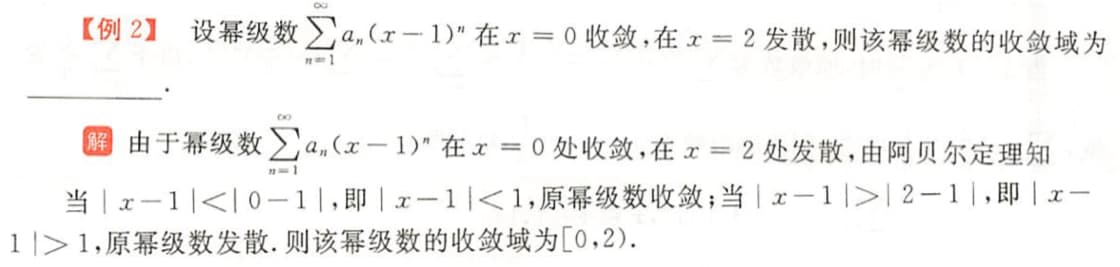 【例 2】 设幂级数 ∑_{n=1}^{∞} a_n(x－1)^n 在 x = 0 收敛,在 x = 2 发散,则该幂级数的收敛域为
________.
解 由于幂级数 ∑_{n=1}^{∞} a_n(x－1)^n 在 x = 0 处收敛,在 x = 2 处发散,由阿贝尔定理知
当 | x－1 |<| 0－1 |,即 | x－1 |< 1,原幂级数收敛;当 | x－1 |>| 2－1 |,即 | x－
1 |> 1,原幂级数发散. 则该幂级数的收敛域为[0,2).